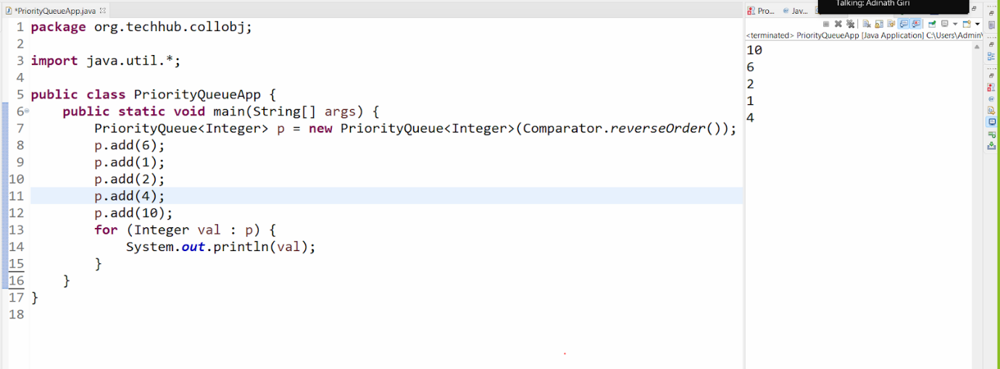 *PriorityQueueApp.java
1 package org.techhub.collobj;
2
3 import java.util.*;
4
5 public class PriorityQueueApp {
6     public static void main(String[] args) {
7         PriorityQueue<Integer> p = new PriorityQueue<Integer>(Comparator.reverseOrder());
8         p.add(6);
9         p.add(1);
10         p.add(2);
11         p.add(4);
12         p.add(10);
13         for (Integer val : p) {
14             System.out.println(val);
15         }
16     }
17 }
18
Talking: Adinath Giri
Pro... Jav...
<terminated> PriorityQueueApp [Java Application] C:\Users\Admin\
10
6
2
1
4